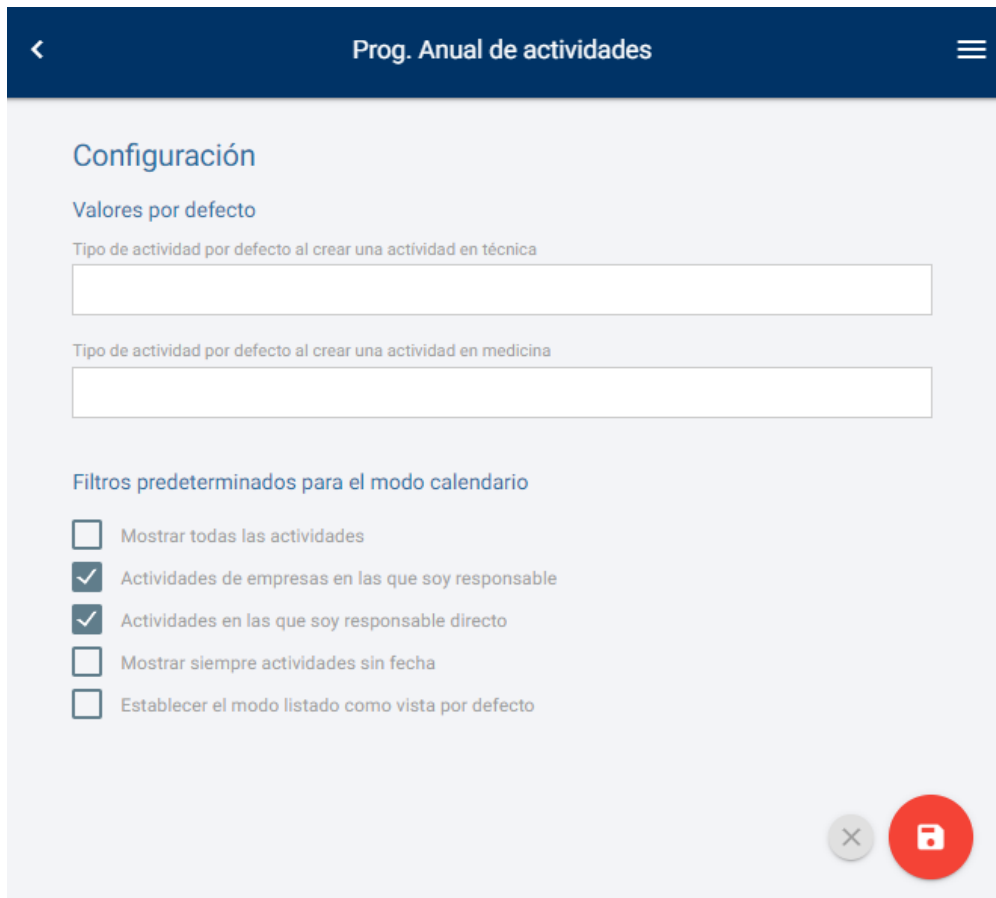 Prog. Anual de actividades
Configuración
Valores por defecto
Tipo de actividad por defecto al crear una actividad en técnica
Tipo de actividad por defecto al crear una actividad en medicina
Filtros predeterminados para el modo calendario
Mostrar todas las actividades
Actividades de empresas en las que soy responsable
Actividades en las que soy responsable directo
Mostrar siempre actividades sin fecha
Establecer el modo listado como vista por defecto